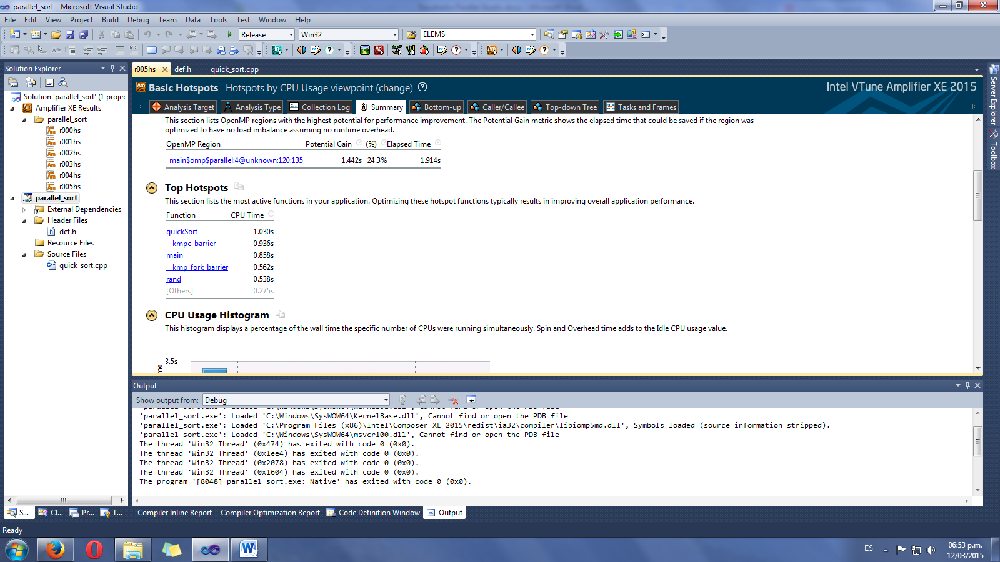 parallel_sort - Microsoft Visual Studio
File Edit View Project Build Debug Team Data Tools Test Window Help
Release Win32 ELEMS
Solution Explorer
Solution 'parallel_sort' (1 projec
Amplifier XE Results
parallel_sort
r000hs
r001hs
r002hs
r003hs
r004hs
r005hs
parallel_sort
External Dependencies
Header Files
def.h
Resource Files
Source Files
quick_sort.cpp
S... Cl... Pr... T...
r005hs def.h quick_sort.cpp
Basic Hotspots Hotspots by CPU Usage viewpoint (change)
Intel VTune Amplifier XE 2015
Analysis Target Analysis Type Collection Log Summary Bottom-up Caller/Callee Top-down Tree Tasks and Frames
This section lists OpenMP regions with the highest potential for performance improvement. The Potential Gain metric shows the elapsed time that could be saved if the region was
optimized to have no load imbalance assuming no runtime overhead.
OpenMP Region Potential Gain (%) Elapsed Time
_main$omp$parallel:4@unknown:120:135 1.442s 24.3% 1.914s
Top Hotspots
This section lists the most active functions in your application. Optimizing these hotspot functions typically results in improving overall application performance.
Function CPU Time
quickSort 1.030s
__kmpc_barrier 0.936s
main 0.858s
__kmp_fork_barrier 0.562s
rand 0.538s
[Others] 0.275s
CPU Usage Histogram
This histogram displays a percentage of the wall time the specific number of CPUs were running simultaneously. Spin and Overhead time adds to the Idle CPU usage value.
3.5s
me
Server Explorer
Toolbox
Output
Show output from: Debug
'parallel_sort.exe': Loaded 'C:\Windows\SysWOW64\kernel32.dll', Cannot find or open the PDB file
'parallel_sort.exe': Loaded 'C:\Windows\SysWOW64\KernelBase.dll', Cannot find or open the PDB file
'parallel_sort.exe': Loaded 'C:\Program Files (x86)\Intel\Composer XE 2015\redist\ia32\compiler\libiomp5md.dll', Symbols loaded (source information stripped).
'parallel_sort.exe': Loaded 'C:\Windows\SysWOW64\msvcr100.dll', Cannot find or open the PDB file
The thread 'Win32 Thread' (0x474) has exited with code 0 (0x0).
The thread 'Win32 Thread' (0x1ee4) has exited with code 0 (0x0).
The thread 'Win32 Thread' (0x2078) has exited with code 0 (0x0).
The thread 'Win32 Thread' (0x1604) has exited with code 0 (0x0).
The program '[8048] parallel_sort.exe: Native' has exited with code 0 (0x0).
Compiler Inline Report Compiler Optimization Report Code Definition Window Output
Ready
ES
06:53 p.m.
12/03/2015